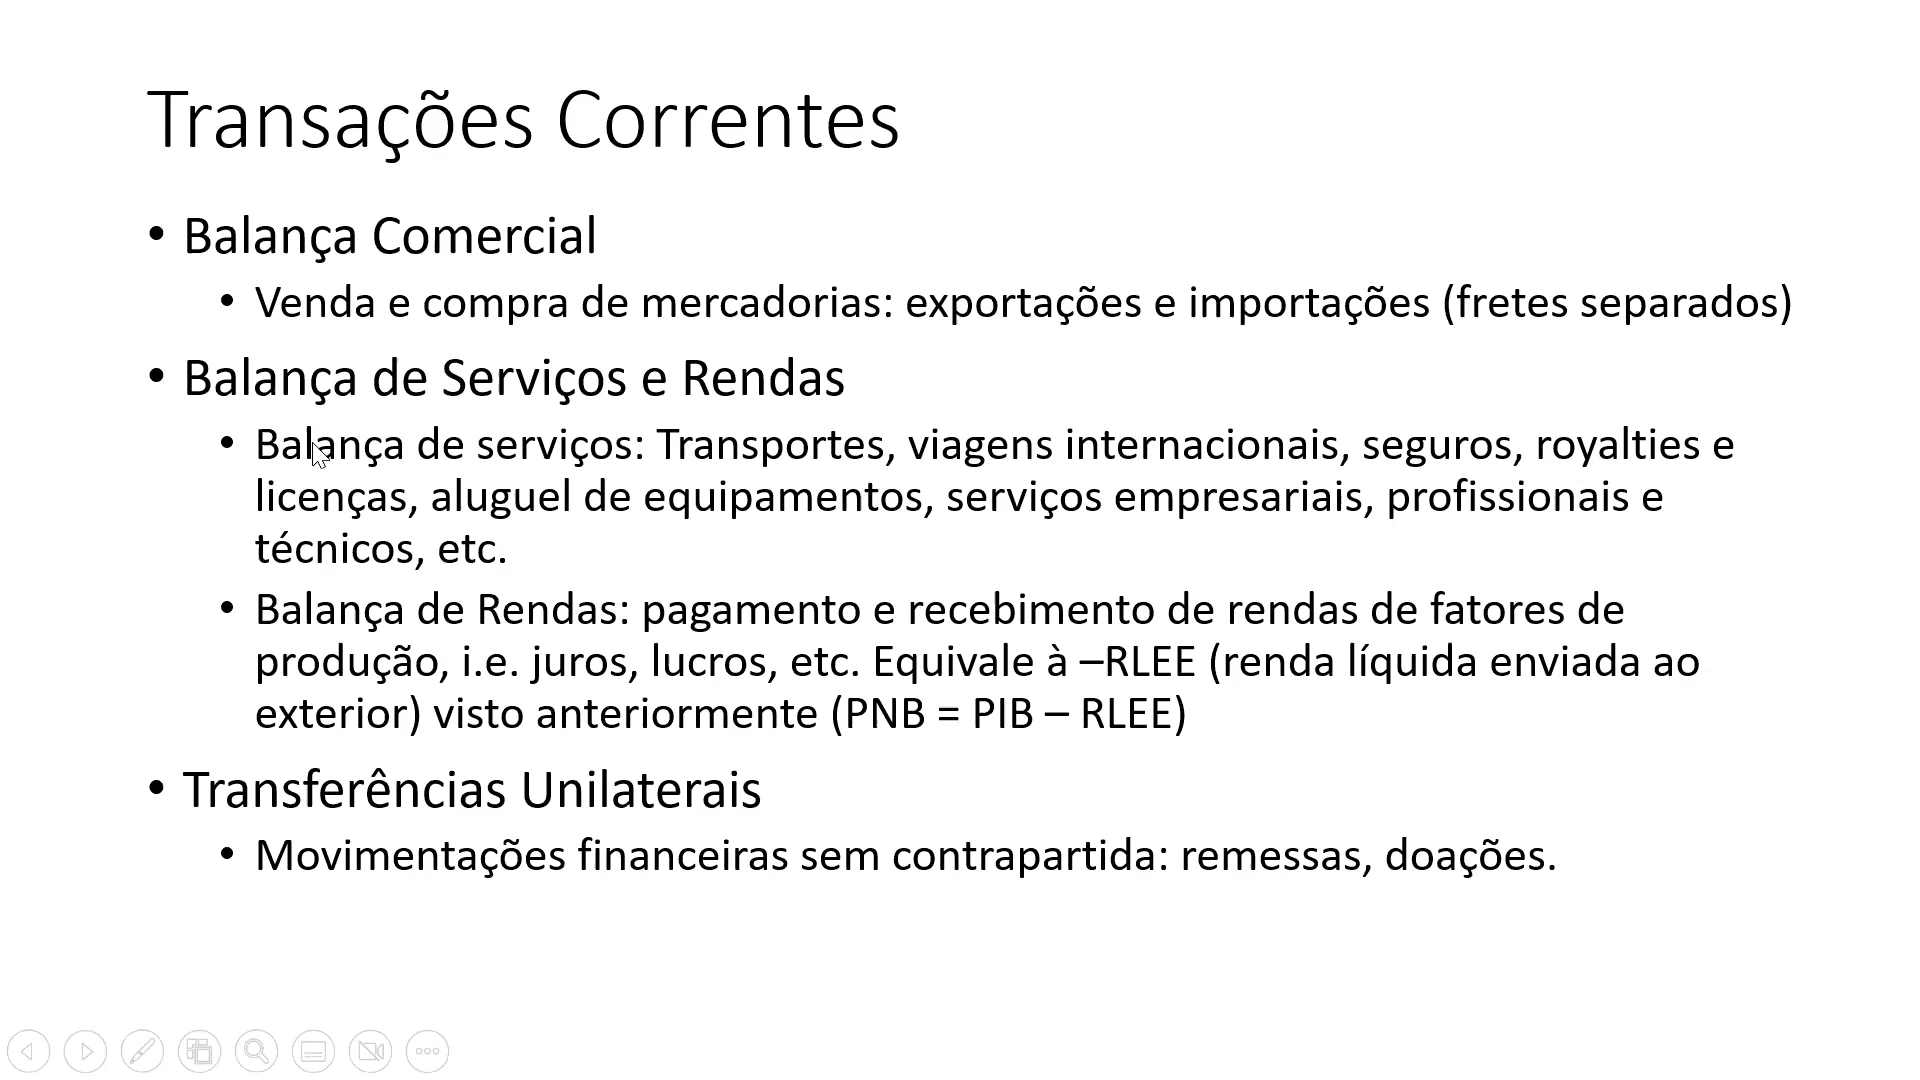 Transações Correntes
• Balança Comercial
• Venda e compra de mercadorias: exportações e importações (fretes separados)
• Balança de Serviços e Rendas
• Balança de serviços: Transportes, viagens internacionais, seguros, royalties e
licenças, aluguel de equipamentos, serviços empresariais, profissionais e
técnicos, etc.
• Balança de Rendas: pagamento e recebimento de rendas de fatores de
produção, i.e. juros, lucros, etc. Equivale à –RLEE (renda líquida enviada ao
exterior) visto anteriormente (PNB = PIB – RLEE)
• Transferências Unilaterais
• Movimentações financeiras sem contrapartida: remessas, doações.